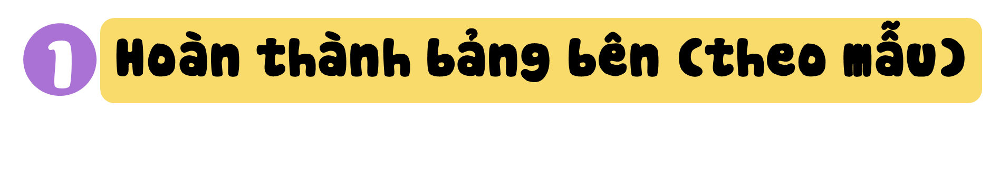 1 Hoàn thành bảng bên (theo mẫu)